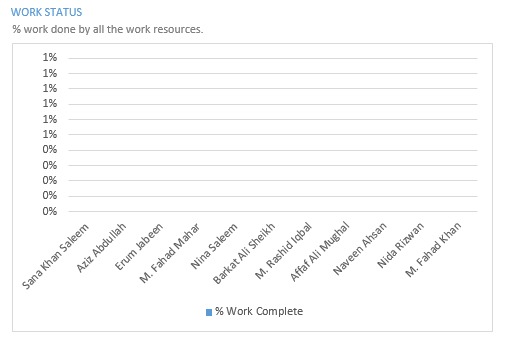 WORK STATUS
% work done by all the work resources.
1%
1%
1%
1%
1%
1%
0%
0%
0%
0%
0%
Sana Khan Saleem
Aziz Abdullah
Erum Jabeen
M. Fahad Mahar
Nina Saleem
Barkat Ali Sheikh
M. Rashid Iqbal
Affaf Ali Mughal
Naveen Ahsan
Nida Rizwan
M. Fahad Khan
% Work Complete